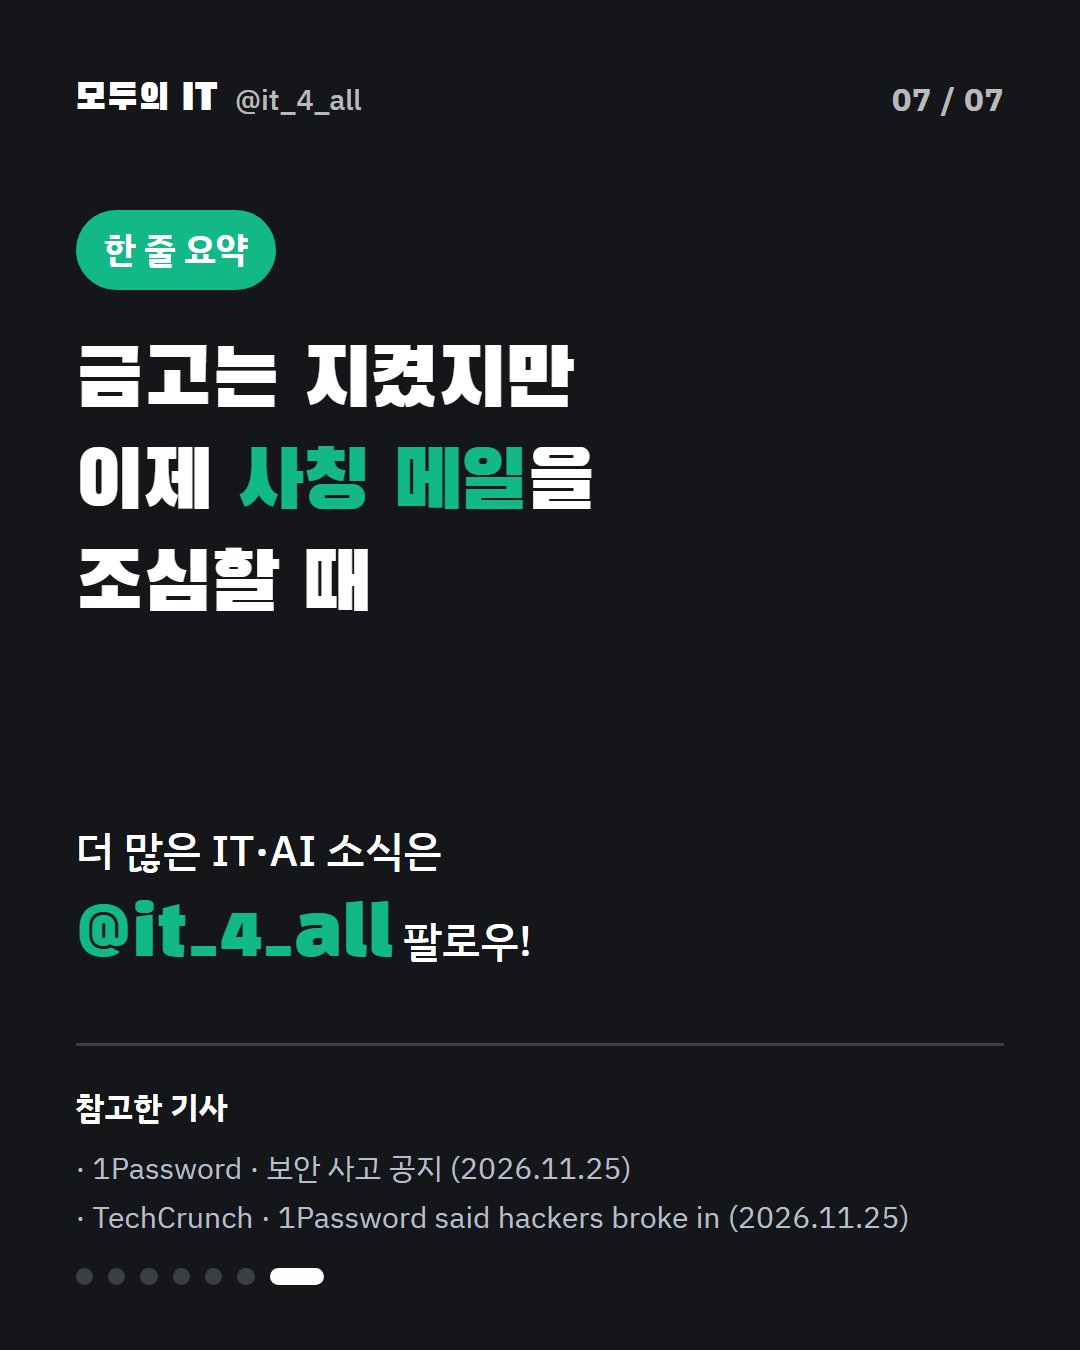 모두의 IT @it_4_all
07 / 07
한 줄 요약
금고는 지켰지만
이제 사칭 메일을
조심할 때
더 많은 IT·AI 소식은
@it_4_all 팔로우!
참고한 기사
· 1Password · 보안 사고 공지 (2026.11.25)
· TechCrunch · 1Password said hackers broke in (2026.11.25)